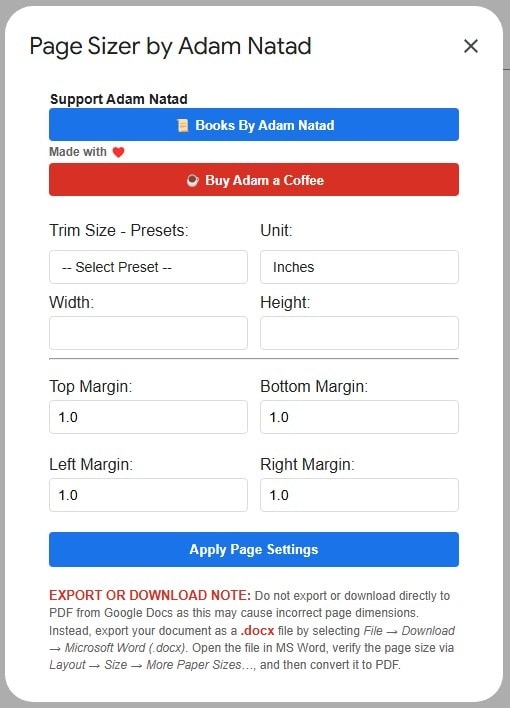 Page Sizer by Adam Natad
Support Adam Natad
📜 Books By Adam Natad
Made with ❤️
☕ Buy Adam a Coffee
Trim Size - Presets: Unit:
-- Select Preset -- Inches
Width: Height:
Top Margin: Bottom Margin:
1.0 1.0
Left Margin: Right Margin:
1.0 1.0
Apply Page Settings
EXPORT OR DOWNLOAD NOTE: Do not export or download directly to
PDF from Google Docs as this may cause incorrect page dimensions.
Instead, export your document as a .docx file by selecting File → Download
→ Microsoft Word (.docx). Open the file in MS Word, verify the page size via
Layout → Size → More Paper Sizes…, and then convert it to PDF.